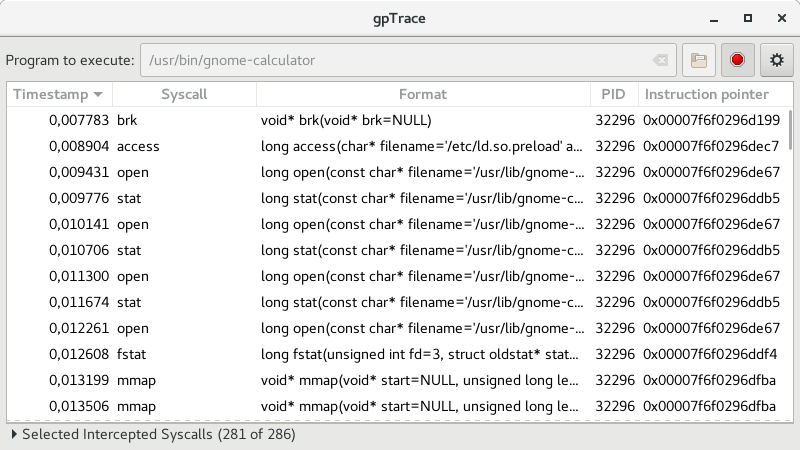 gpTrace
Program to execute: /usr/bin/gnome-calculator
Timestamp Syscall Format PID Instruction pointer
0,007783 brk void* brk(void* brk=NULL) 32296 0x00007f6f0296d199
0,008904 access long access(char* filename='/etc/ld.so.preload' a... 32296 0x00007f6f0296dec7
0,009431 open long open(const char* filename='/usr/lib/gnome-... 32296 0x00007f6f0296de67
0,009776 stat long stat(const char* filename='/usr/lib/gnome-c... 32296 0x00007f6f0296ddb5
0,010141 open long open(const char* filename='/usr/lib/gnome-... 32296 0x00007f6f0296de67
0,010706 stat long stat(const char* filename='/usr/lib/gnome-c... 32296 0x00007f6f0296ddb5
0,011300 open long open(const char* filename='/usr/lib/gnome-... 32296 0x00007f6f0296de67
0,011674 stat long stat(const char* filename='/usr/lib/gnome-c... 32296 0x00007f6f0296ddb5
0,012261 open long open(const char* filename='/usr/lib/gnome-... 32296 0x00007f6f0296de67
0,012608 fstat long fstat(unsigned int fd=3, struct oldstat* stat... 32296 0x00007f6f0296ddf4
0,013199 mmap void* mmap(void* start=NULL, unsigned long le... 32296 0x00007f6f0296dfba
0,013506 mmap void* mmap(void* start=NULL, unsigned long le... 32296 0x00007f6f0296dfba
Selected Intercepted Syscalls (281 of 286)